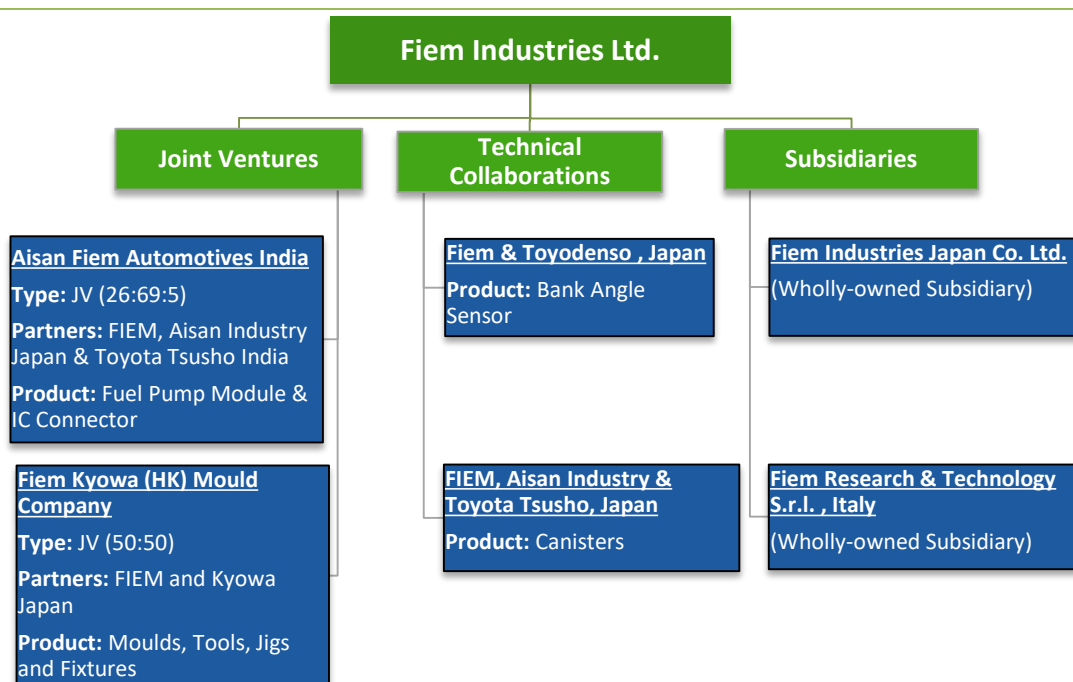 Fiem Industries Ltd.
Joint Ventures
Technical
Collaborations
Subsidiaries
Aisan Fiem Automotives India
Type: JV (26:69:5)
Partners: FIEM, Aisan Industry
Japan & Toyota Tsusho India
Product: Fuel Pump Module &
IC Connector
Fiem Kyowa (HK) Mould
Company
Type: JV (50:50)
Partners: FIEM and Kyowa
Japan
Product: Moulds, Tools, Jigs
and Fixtures
Fiem & Toyodenso , Japan
Product: Bank Angle
Sensor
FIEM, Aisan Industry &
Toyota Tsusho, Japan
Product: Canisters
Fiem Industries Japan Co. Ltd.
(Wholly-owned Subsidiary)
Fiem Research & Technology
S.r.l. , Italy
(Wholly-owned Subsidiary)